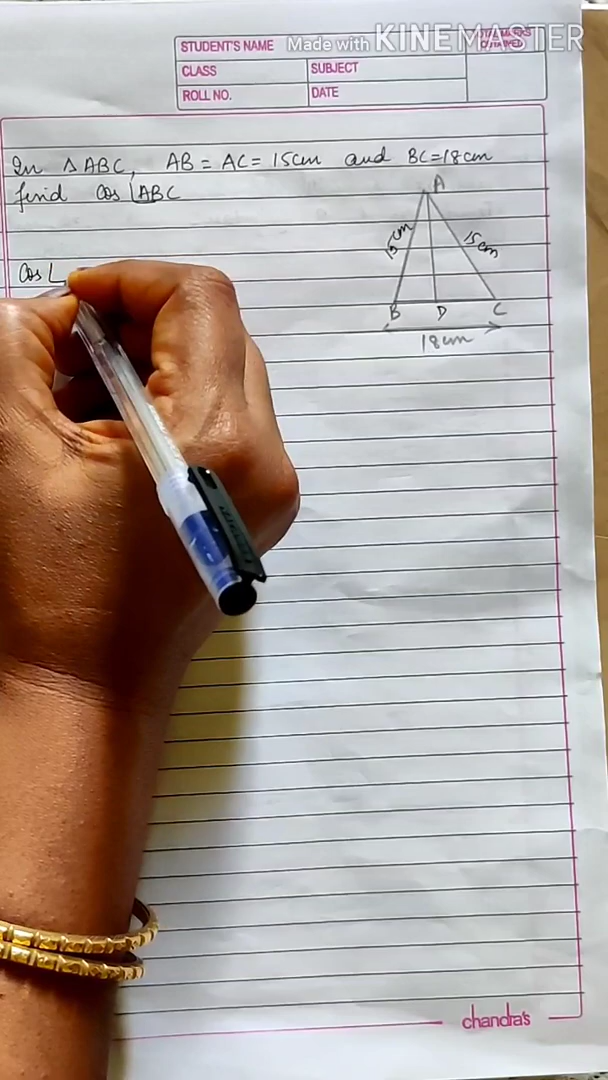 STUDENT'S NAME
Made with KINEMASTER
OBTAINED
CLASS
SUBJECT
ROLL NO.
DATE
In △ ABC, AB = AC = 15cm and BC=18cm
find cos ∠ABC
A
15cm
15cm
cos ∠
B D C
18cm
chandra's